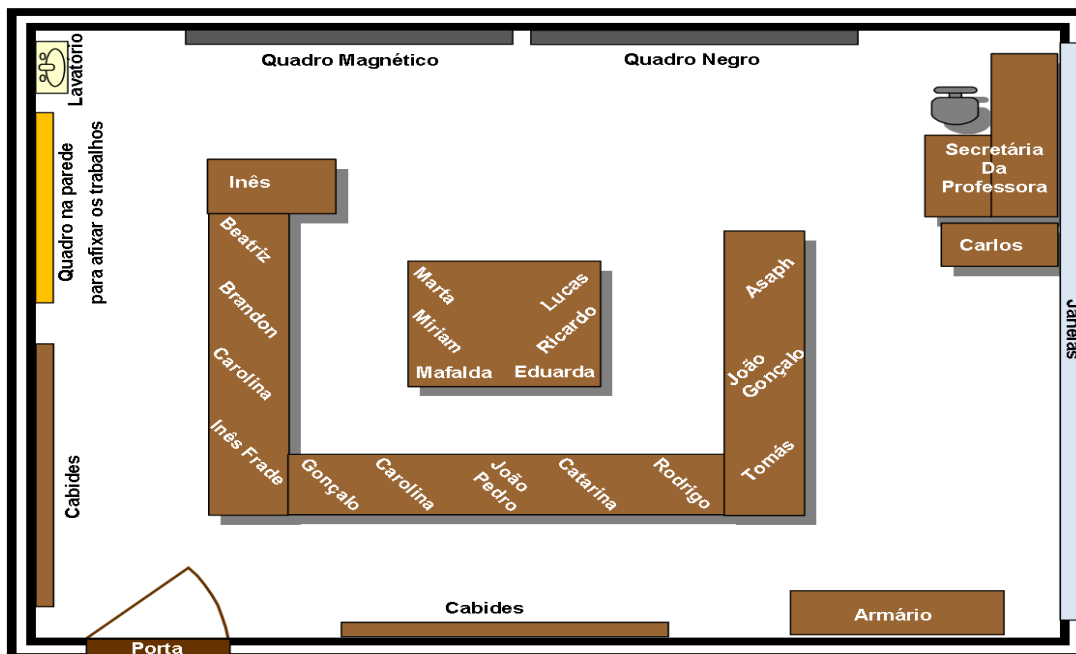 Lavatório
Quadro Magnético
Quadro Negro
Quadro na parede
para afixar os trabalhos
Secretária
Da
Professora
Carlos
Janelas
Inês
Beatriz
Brandon
Carolina
Inês Frade
Marta
Lucas
Miriam
Ricardo
Mafalda
Eduarda
Asaph
João
Gonçalo
Tomás
Gonçalo
Carolina
João
Pedro
Catarina
Rodrigo
Cabides
Cabides
Armário
Porta